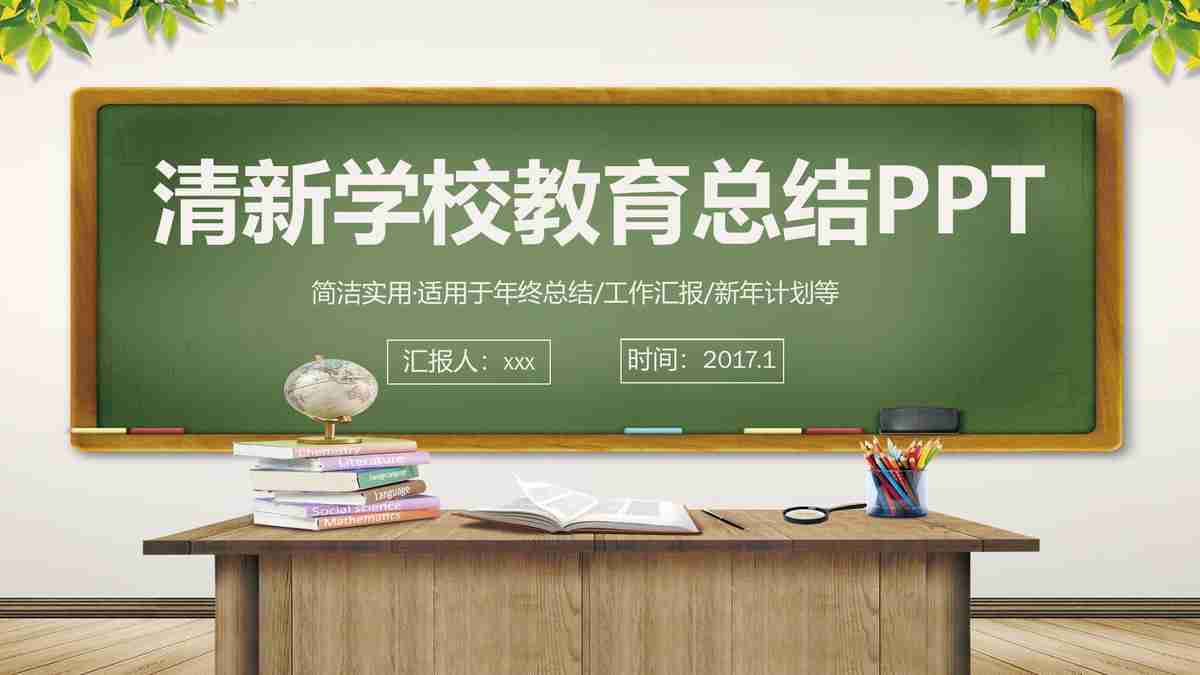 清新学校教育总结PPT
简洁实用·适用于年终总结/工作汇报/新年计划等
汇报人：xxx
时间：2017.1
Chemistry
Literature
Language
Social science
Mathematics